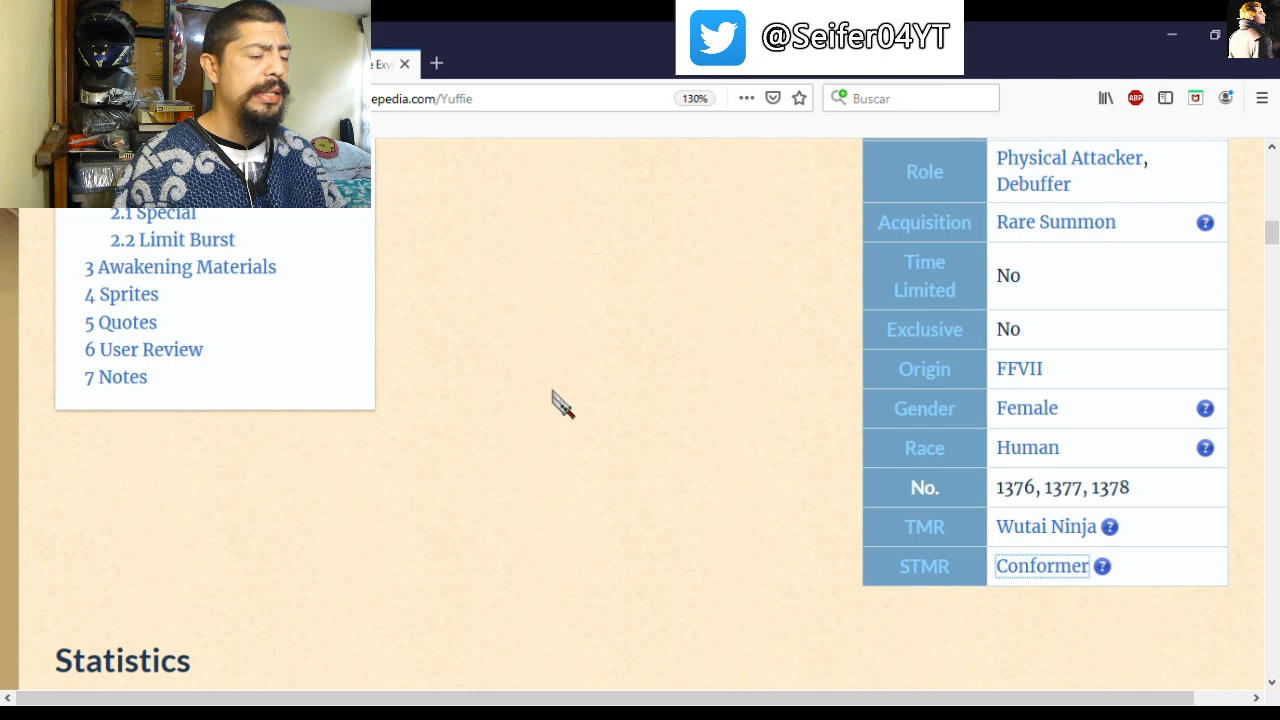 @Seifer04YT
e Exv
epedia.com/Yuffie
130%
Buscar
ABP
2.1 Special
2.2 Limit Burst
3 Awakening Materials
4 Sprites
5 Quotes
6 User Review
7 Notes
Role
Physical Attacker,
Debuffer
Acquisition
Rare Summon
Time
Limited
No
Exclusive
No
Origin
FFVII
Gender
Female
Race
Human
No.
1376, 1377, 1378
TMR
Wutai Ninja
STMR
Conformer
Statistics